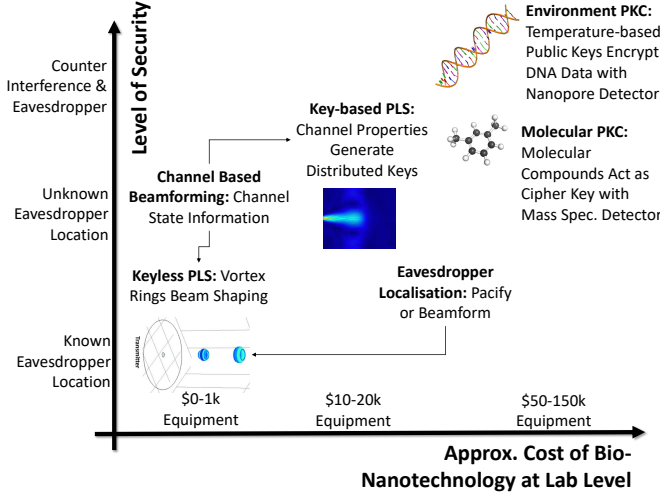 Level of Security
Counter
Interference &
Eavesdropper
Unknown
Eavesdropper
Location
Known
Eavesdropper
Location
Environment PKC:
Temperature-based
Public Keys Encrypt
DNA Data with
Nanopore Detector
Molecular PKC:
Molecular
Compounds Act as
Cipher Key with
Mass Spec. Detector
Key-based PLS:
Channel Properties
Generate
Distributed Keys
Channel Based
Beamforming: Channel
State Information
Keyless PLS: Vortex
Rings Beam Shaping
Eavesdropper
Localisation: Pacify
or Beamform
Transmitter
$0-1k
Equipment
$10-20k
Equipment
$50-150k
Equipment
Approx. Cost of Bio-
Nanotechnology at Lab Level